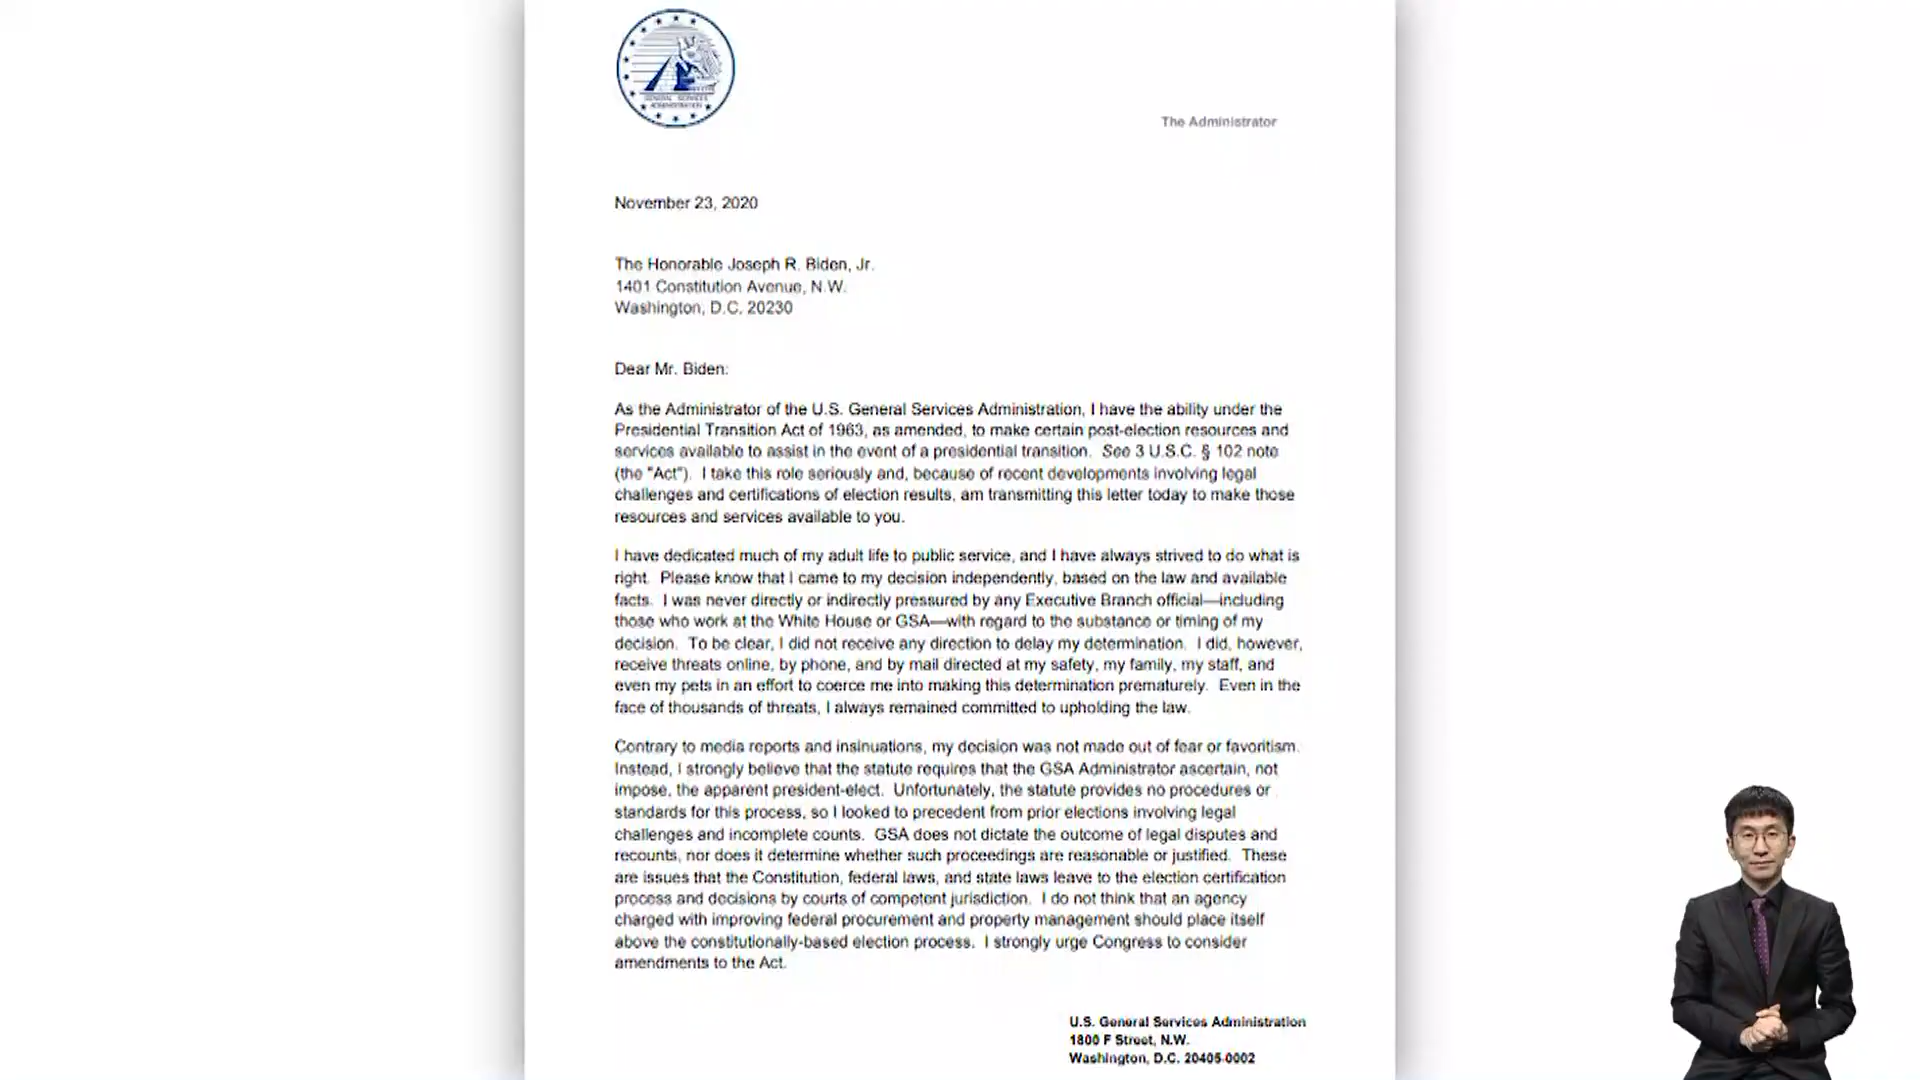 GENERAL SERVICES
ADMINISTRATION
The Administrator
November 23, 2020
The Honorable Joseph R. Biden, Jr.
1401 Constitution Avenue, N.W.
Washington, D.C. 20230
Dear Mr. Biden:
As the Administrator of the U.S. General Services Administration, I have the ability under the
Presidential Transition Act of 1963, as amended, to make certain post-election resources and
services available to assist in the event of a presidential transition. See 3 U.S.C. § 102 note
(the "Act"). I take this role seriously and, because of recent developments involving legal
challenges and certifications of election results, am transmitting this letter today to make those
resources and services available to you.
I have dedicated much of my adult life to public service, and I have always strived to do what is
right. Please know that I came to my decision independently, based on the law and available
facts. I was never directly or indirectly pressured by any Executive Branch official—including
those who work at the White House or GSA—with regard to the substance or timing of my
decision. To be clear, I did not receive any direction to delay my determination. I did, however,
receive threats online, by phone, and by mail directed at my safety, my family, my staff, and
even my pets in an effort to coerce me into making this determination prematurely. Even in the
face of thousands of threats, I always remained committed to upholding the law.
Contrary to media reports and insinuations, my decision was not made out of fear or favoritism.
Instead, I strongly believe that the statute requires that the GSA Administrator ascertain, not
impose, the apparent president-elect. Unfortunately, the statute provides no procedures or
standards for this process, so I looked to precedent from prior elections involving legal
challenges and incomplete counts. GSA does not dictate the outcome of legal disputes and
recounts, nor does it determine whether such proceedings are reasonable or justified. These
are issues that the Constitution, federal laws, and state laws leave to the election certification
process and decisions by courts of competent jurisdiction. I do not think that an agency
charged with improving federal procurement and property management should place itself
above the constitutionally-based election process. I strongly urge Congress to consider
amendments to the Act.
U.S. General Services Administration
1800 F Street, N.W.
Washington, D.C. 20405-0002